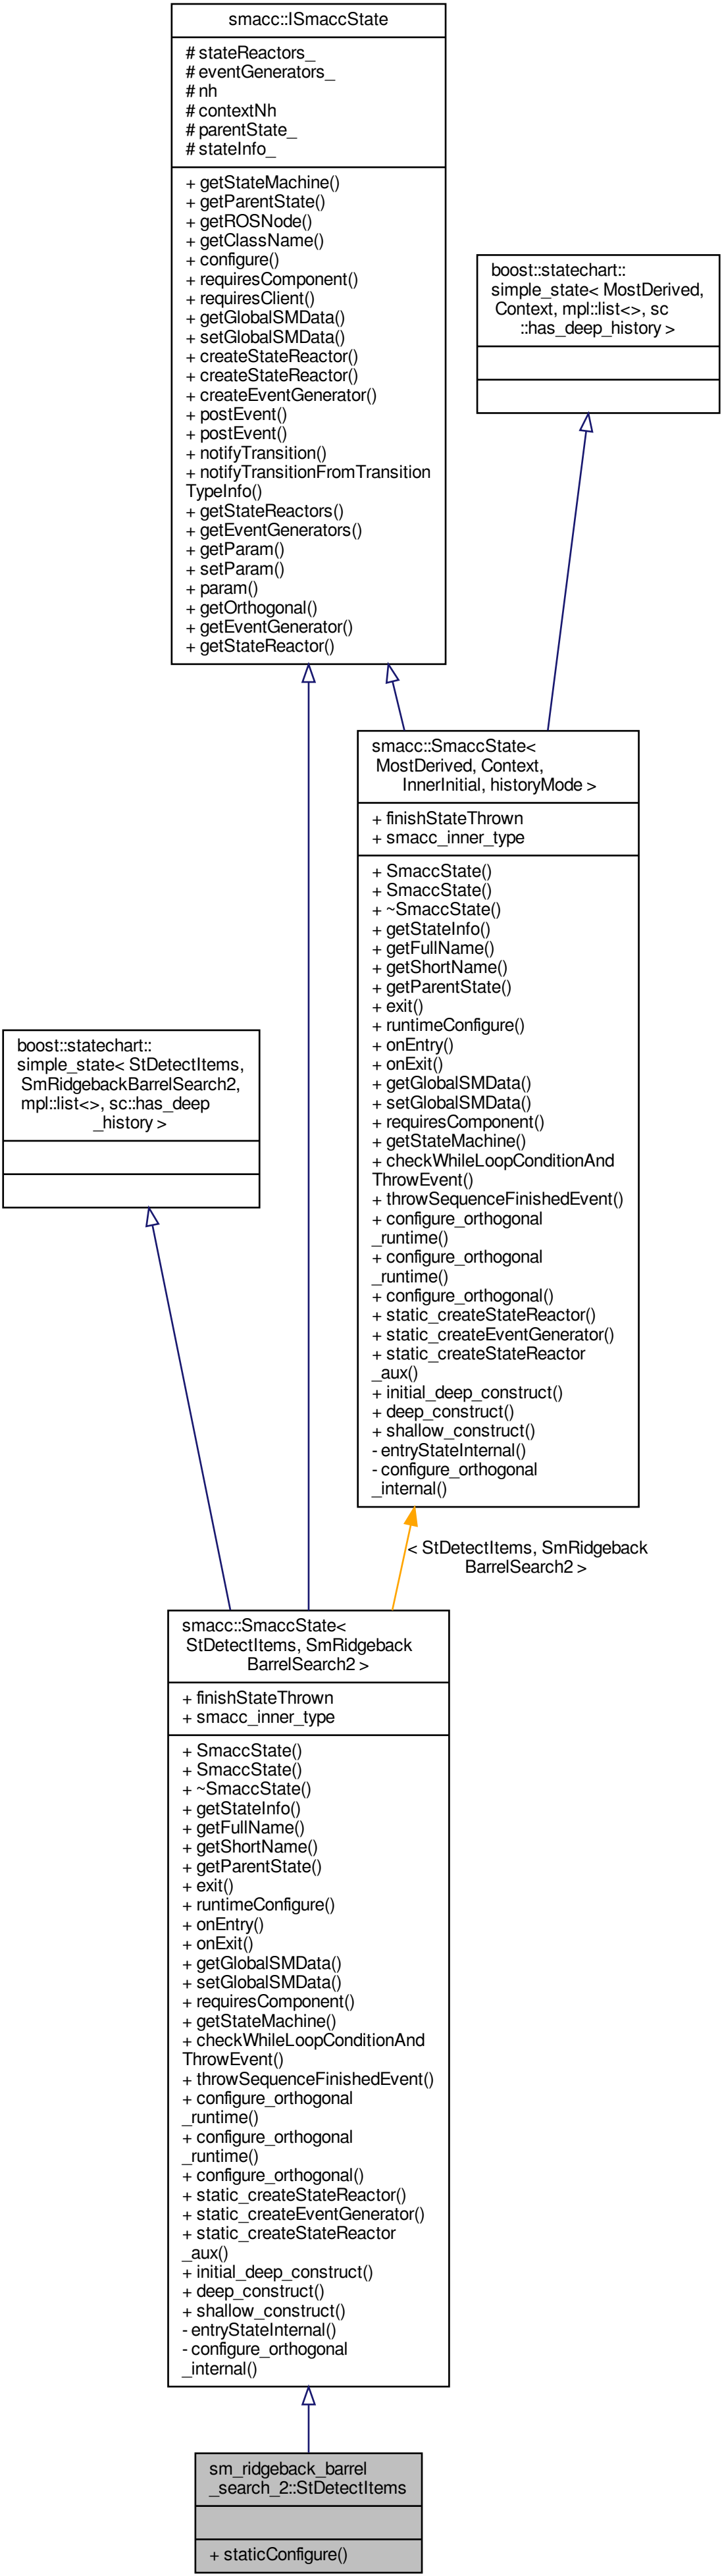 smacc::ISmaccState
# stateReactors_
# eventGenerators_
# nh
# contextNh
# parentState_
# stateInfo_
+ getStateMachine()
+ getParentState()
+ getROSNode()
+ getClassName()
+ configure()
+ requiresComponent()
+ requiresClient()
+ getGlobalSMData()
+ setGlobalSMData()
+ createStateReactor()
+ createStateReactor()
+ createEventGenerator()
+ postEvent()
+ postEvent()
+ notifyTransition()
+ notifyTransitionFromTransition
TypeInfo()
+ getStateReactors()
+ getEventGenerators()
+ getParam()
+ setParam()
+ param()
+ getOrthogonal()
+ getEventGenerator()
+ getStateReactor()
boost::statechart::
simple_state< MostDerived,
Context, mpl::list<>, sc
::has_deep_history >
smacc::SmaccState<
MostDerived, Context,
InnerInitial, historyMode >
+ finishStateThrown
+ smacc_inner_type
+ SmaccState()
+ SmaccState()
+ ~SmaccState()
+ getStateInfo()
+ getFullName()
+ getShortName()
+ getParentState()
+ exit()
+ runtimeConfigure()
+ onEntry()
+ onExit()
+ getGlobalSMData()
+ setGlobalSMData()
+ requiresComponent()
+ getStateMachine()
+ checkWhileLoopConditionAnd
ThrowEvent()
+ throwSequenceFinishedEvent()
+ configure_orthogonal
_runtime()
+ configure_orthogonal
_runtime()
+ configure_orthogonal()
+ static_createStateReactor()
+ static_createEventGenerator()
+ static_createStateReactor
_aux()
+ initial_deep_construct()
+ deep_construct()
+ shallow_construct()
- entryStateInternal()
- configure_orthogonal
_internal()
boost::statechart::
simple_state< StDetectItems,
SmRidgebackBarrelSearch2,
mpl::list<>, sc::has_deep
_history >
< StDetectItems, SmRidgeback
BarrelSearch2 >
smacc::SmaccState<
StDetectItems, SmRidgeback
BarrelSearch2 >
+ finishStateThrown
+ smacc_inner_type
+ SmaccState()
+ SmaccState()
+ ~SmaccState()
+ getStateInfo()
+ getFullName()
+ getShortName()
+ getParentState()
+ exit()
+ runtimeConfigure()
+ onEntry()
+ onExit()
+ getGlobalSMData()
+ setGlobalSMData()
+ requiresComponent()
+ getStateMachine()
+ checkWhileLoopConditionAnd
ThrowEvent()
+ throwSequenceFinishedEvent()
+ configure_orthogonal
_runtime()
+ configure_orthogonal
_runtime()
+ configure_orthogonal()
+ static_createStateReactor()
+ static_createEventGenerator()
+ static_createStateReactor
_aux()
+ initial_deep_construct()
+ deep_construct()
+ shallow_construct()
- entryStateInternal()
- configure_orthogonal
_internal()
sm_ridgeback_barrel
_search_2::StDetectItems
+ staticConfigure()